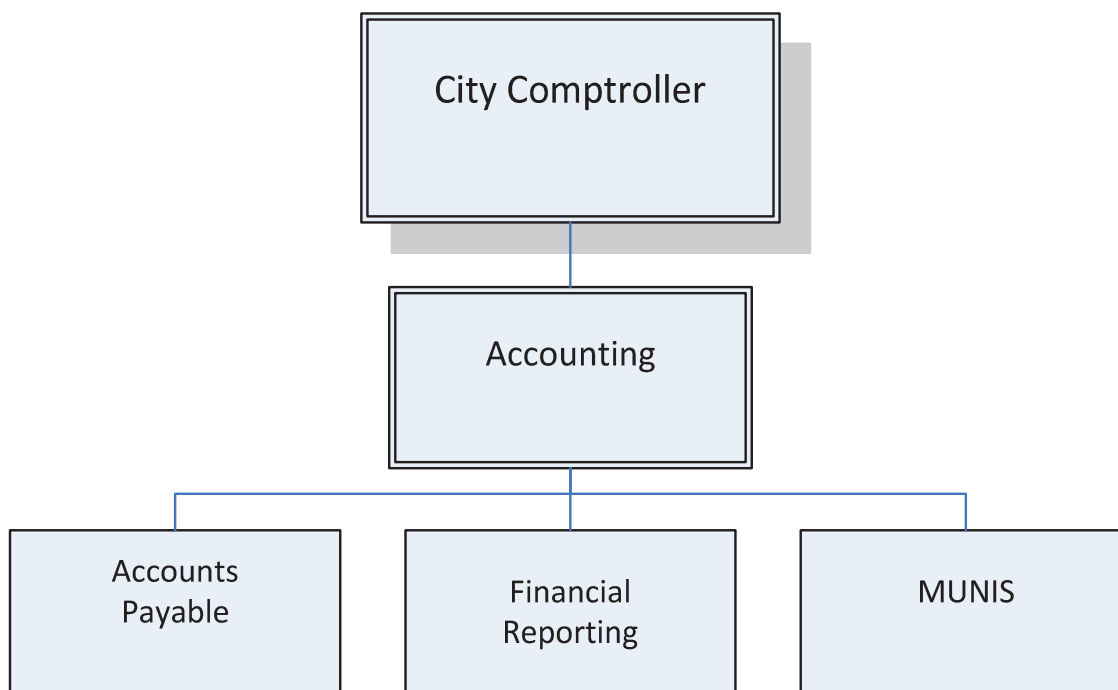 City Comptroller
Accounting
Accounts
Payable
Financial
Reporting
MUNIS